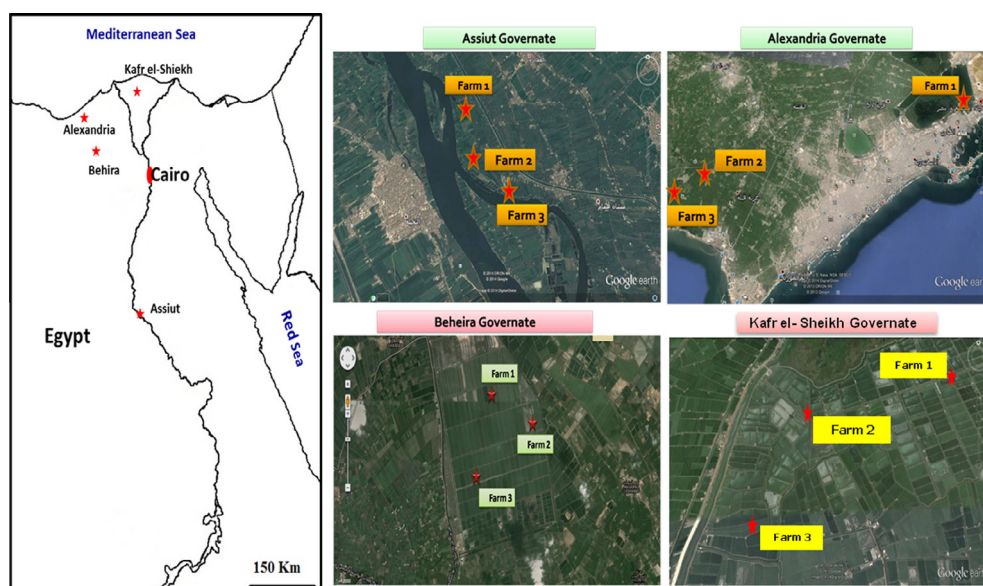 Mediterranean Sea
Kafr el-Shiekh
Alexandria
Behira
Cairo
Assiut
Egypt
Red Sea
150 Km
Assiut Governate
Farm 1
Farm 2
Farm 3
Google earth
Alexandria Governate
Farm 1
Farm 2
Farm 3
Google earth
Beheira Governate
Farm 1
Farm 2
Farm 3
Kafr el- Sheikh Governate
Farm 1
Farm 2
Farm 3